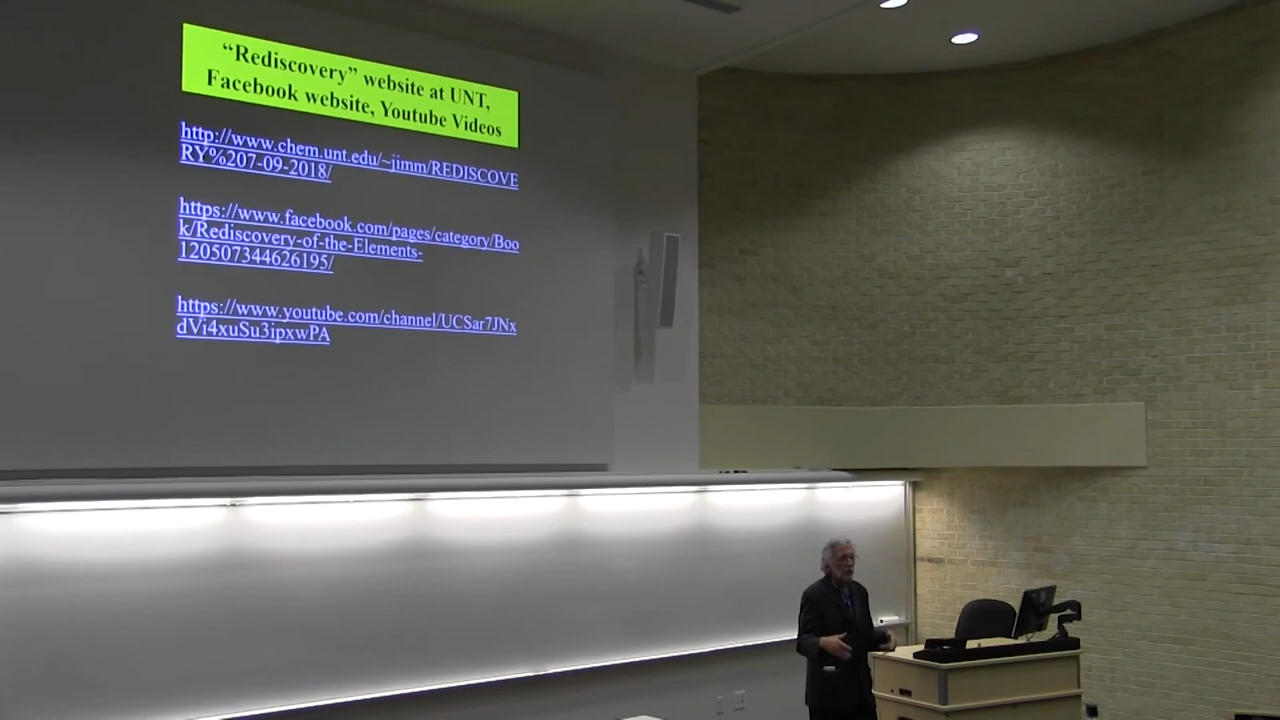 “Rediscovery” website at UNT,
Facebook website, Youtube Videos
http://www.chem.unt.edu/~jimm/REDISCOVE
RY%207-09-2018/
https://www.facebook.com/pages/category/Boo
k/Rediscovery-of-the-Elements-
120507344626195/
https://www.youtube.com/channel/UCSar7JNx
dVi4xuSu3ipxwPA